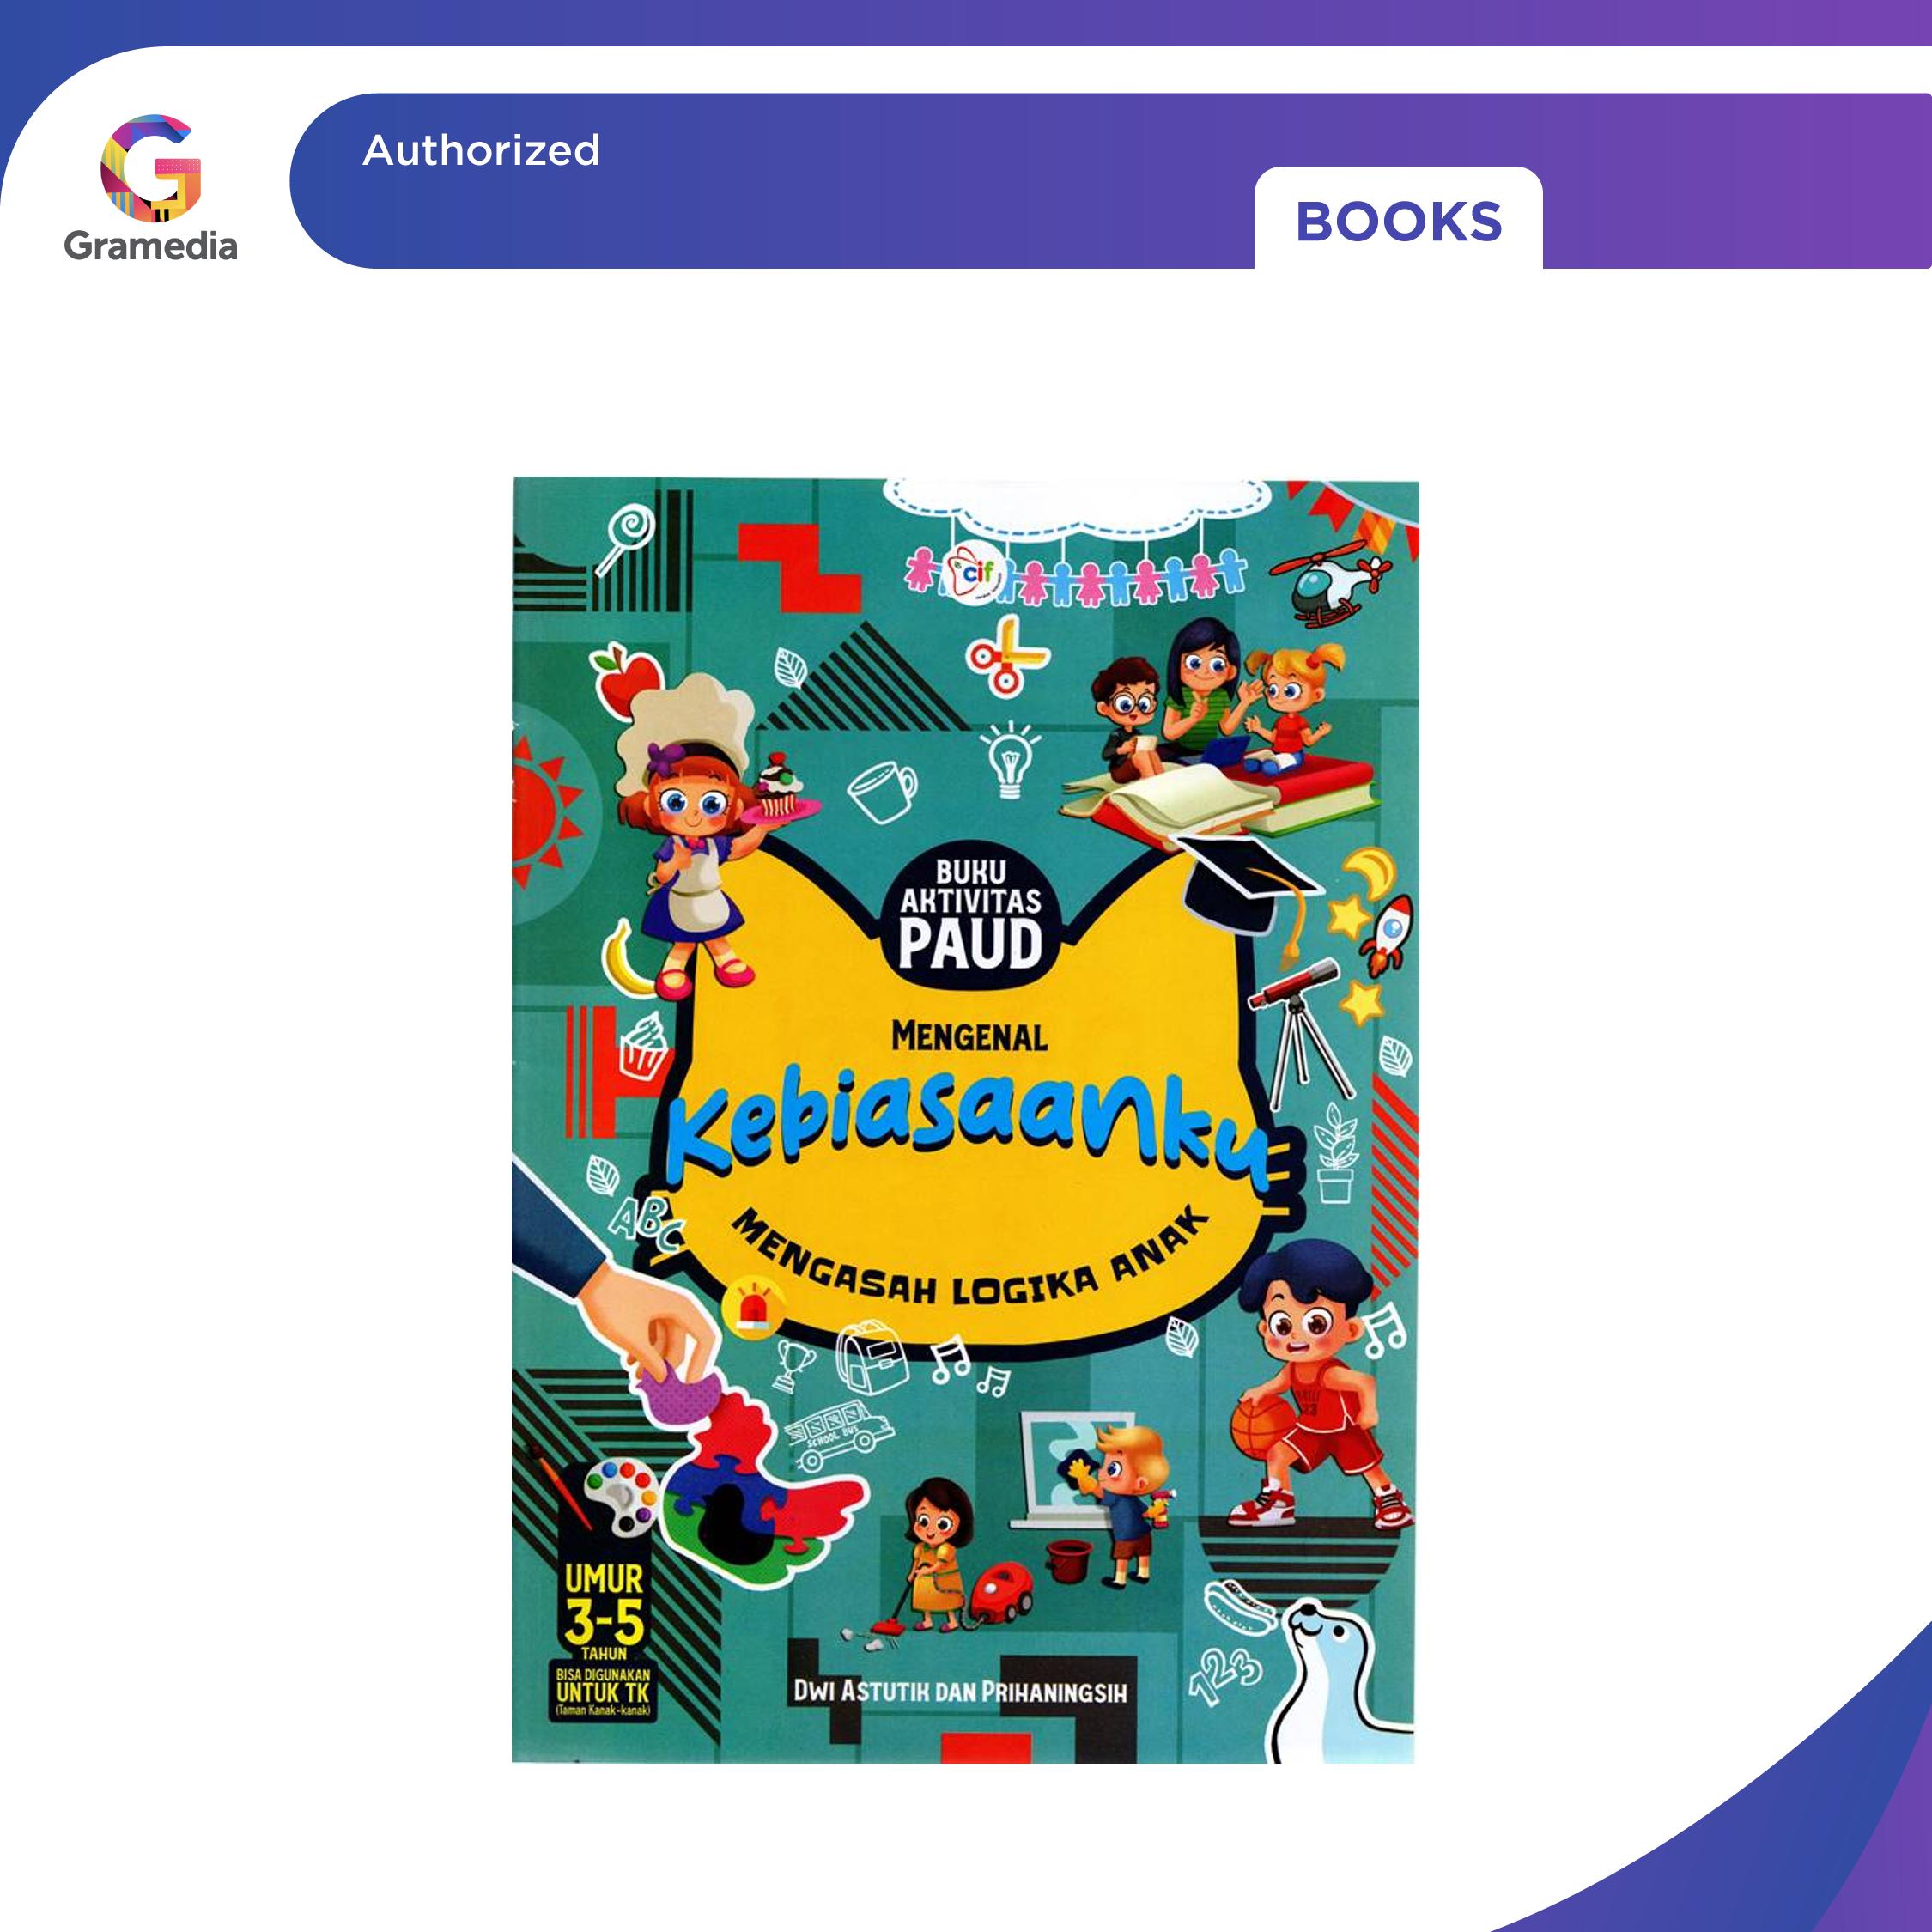 Gramedia
Authorized
BOOKS
cif
BUKU
AKTIVITAS
PAUD
MENGENAL
Kebiasaanku
MENGASAH LOGIKA ANAK
ABC
SCHOOL BUS
23
UMUR
3-5
TAHUN
BISA DIGUNAKAN
UNTUK TK
(Taman Kanak-kanak)
DWI ASTUTIK DAN PRIHANINGSIH
123